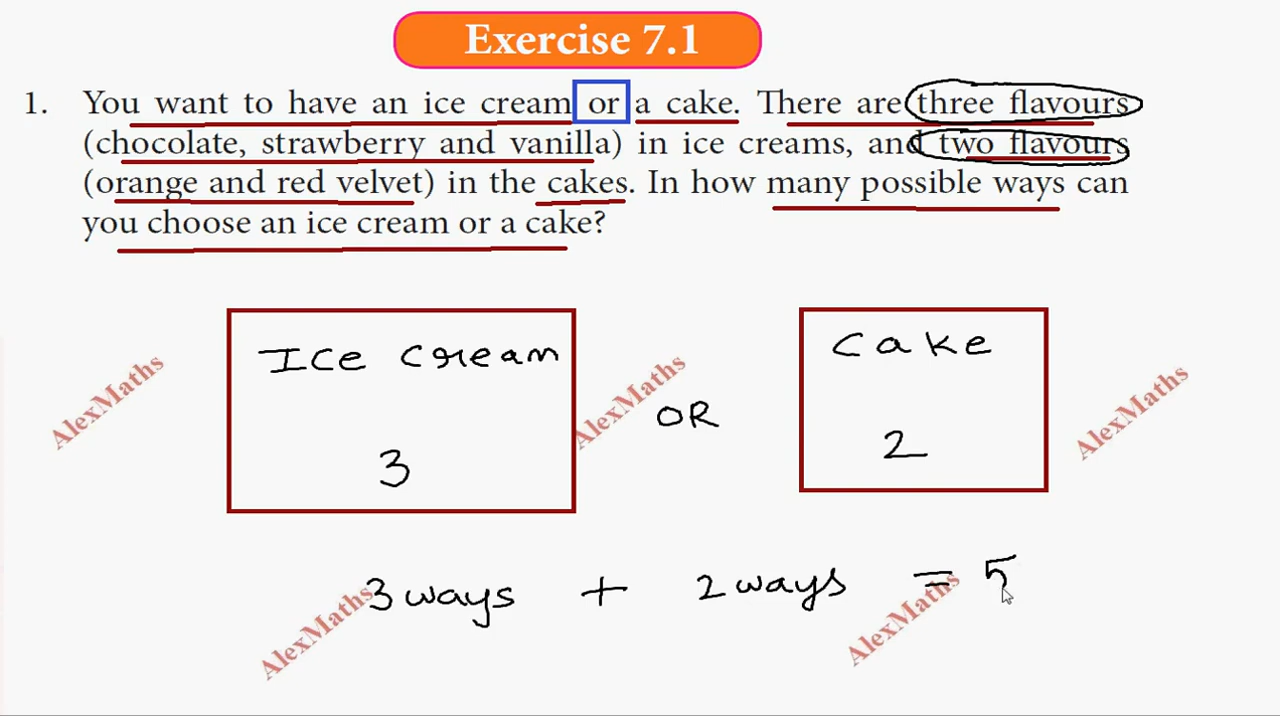 Exercise 7.1
1. You want to have an ice cream or a cake. There are three flavours
(chocolate, strawberry and vanilla) in ice creams, and two flavours
(orange and red velvet) in the cakes. In how many possible ways can
you choose an ice cream or a cake?
Ice cream
Cake
AlexMaths
AlexMaths
AlexMaths
OR
3
2
3 ways + 2 ways = 5
AlexMaths
AlexMaths